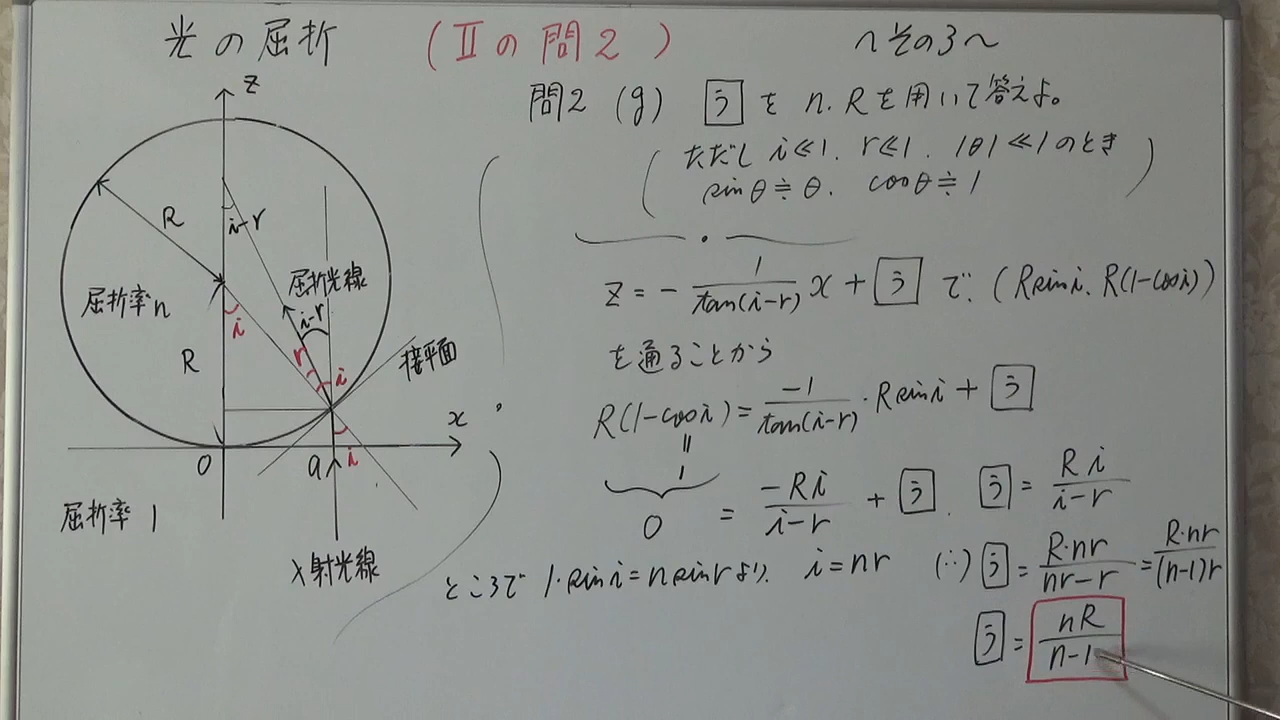 光の屈折 (Ⅱの問2) ~その3~
問2 (g) う を n, R を用いて答えよ。
(ただし i≪1, r≪1, |θ|≪1のとき
sinθ≒θ, cosθ≒1)
z = - 1/tan(i-r) x + う で、(R sin i, R(1-cos i))
を通ることから
R(1-cos i) = -1/tan(i-r) ・R sin i + う
=
1
0 = -Ri/i-r + う, う = Ri/i-r
ところで 1・sin i = n sin r より, i = nr (∴) う = R・nr/nr-r = R・nr/(n-1)r
う = nR/n-1
z
R
i-r
屈折率n
屈折光線
i
i-r
R
r
i
接平面
x
O
a
i
屈折率 1
入射光線